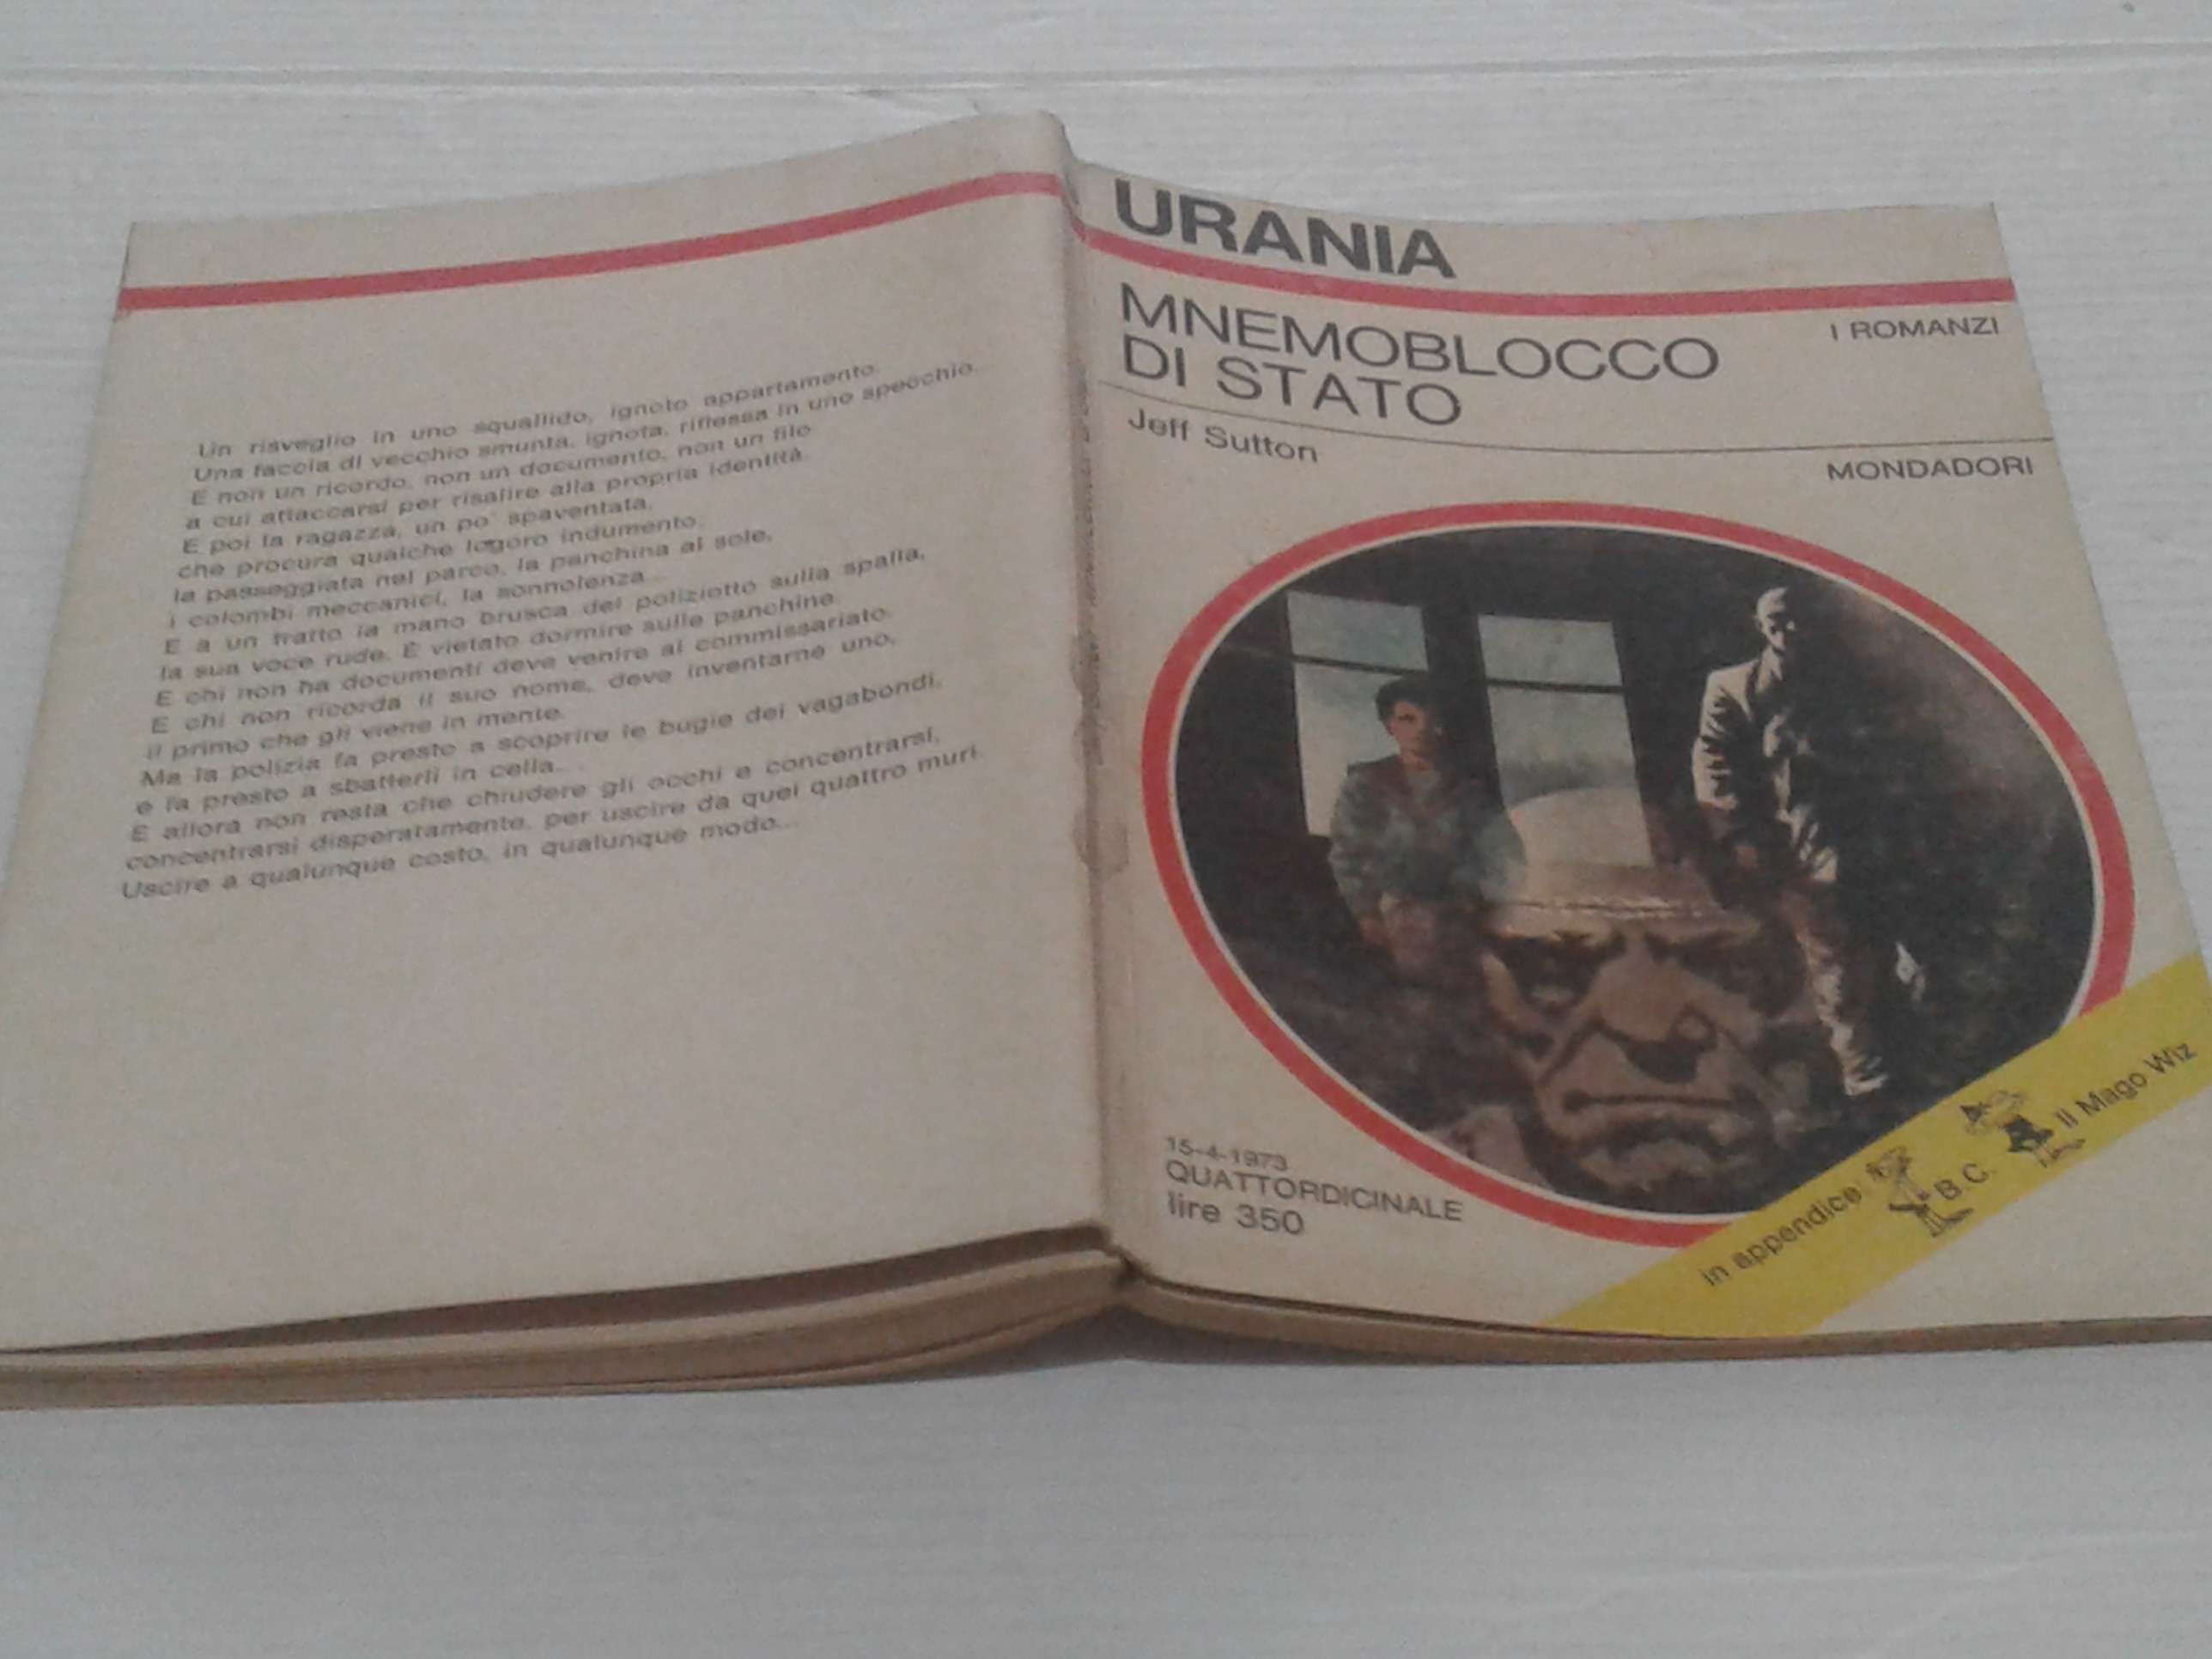 Un risveglio in uno squallido, ignoto appartamento.
Una faccia di vecchio smunta, ignota, riflessa in uno specchio.
E non un ricordo, non un documento, non un filo
a cui attaccarsi per risalire alla propria identità.
E poi la ragazza, un po' spaventata,
che procura qualche logoro indumento,
la passeggiata nel parco, la panchina al sole,
i colombi meccanici, la sonnolenza...
E a un tratto la mano brusca del poliziotto sulla spalla,
la sua voce rude. È vietato dormire sulle panchine.
E chi non ha documenti deve venire al commissariato.
E chi non ricorda il suo nome, deve inventarne uno,
il primo che gli viene in mente.
Ma la polizia fa presto a scoprire le bugie dei vagabondi,
e fa presto a sbatterli in cella...
E allora non resta che chiudere gli occhi e concentrarsi,
concentrarsi disperatamente, per uscire da quei quattro muri.
Uscire a qualunque costo, in qualunque modo...
URANIA
MNEMOBLOCCO
DI STATO
I ROMANZI
Jeff Sutton
MONDADORI
15-4-1973
QUATTORDICINALE
lire 350
in appendice: B.C. Il Mago Wiz